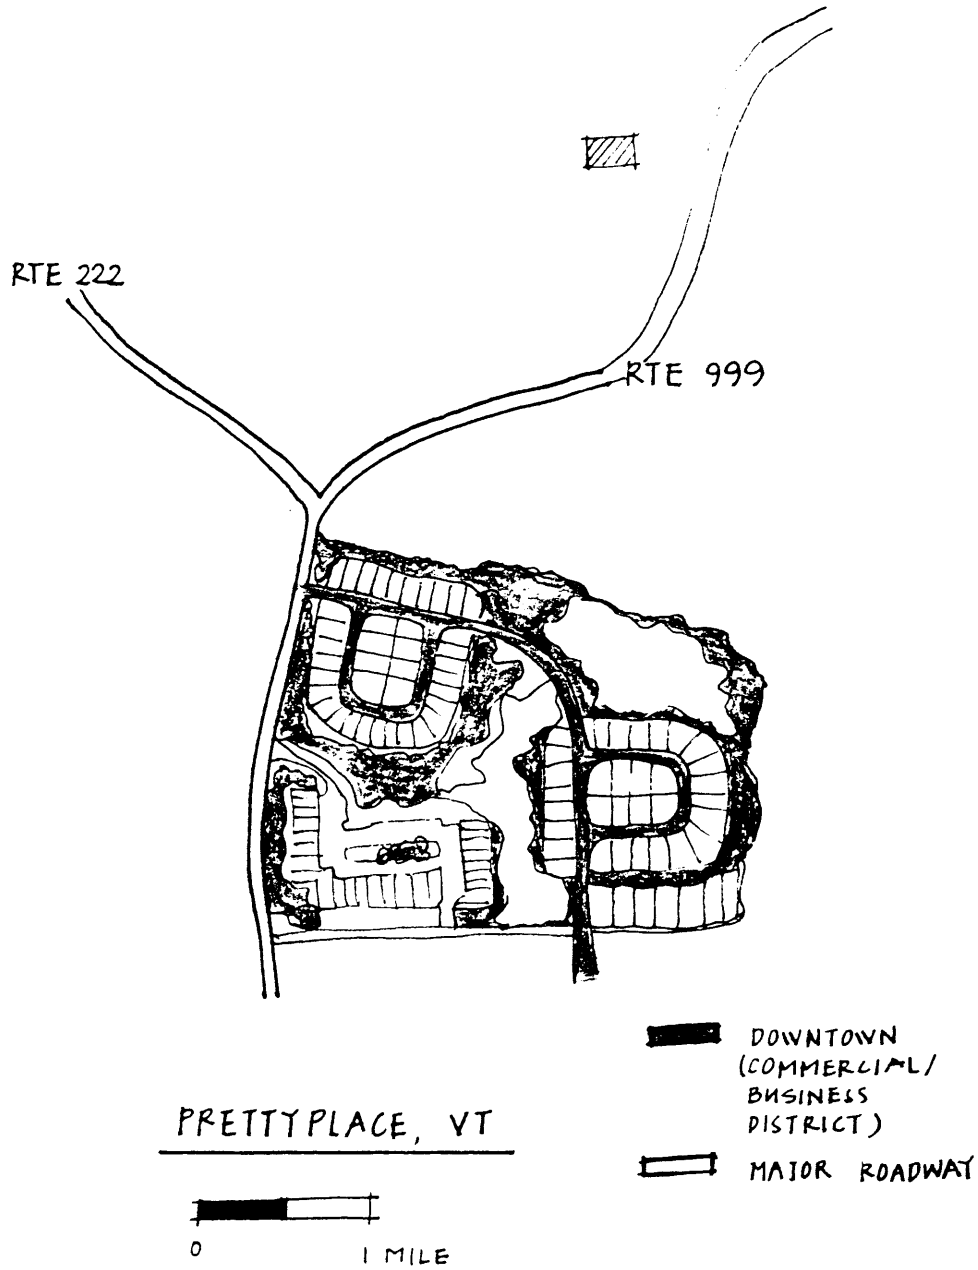 RTE 222
RTE 999
DOWNTOWN
(COMMERCIAL/
BUSINESS
DISTRICT)
PRETTYPLACE, VT
MAJOR ROADWAY
0 1 MILE